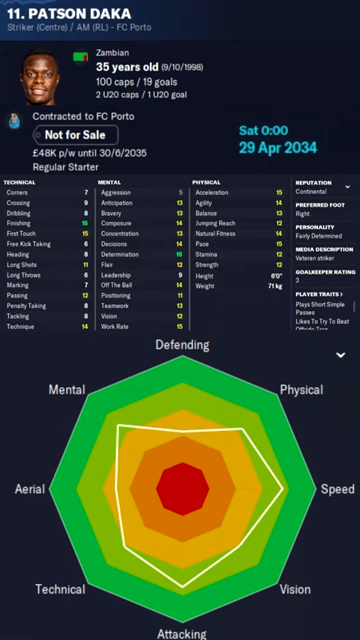 11. PATSON DAKA
Striker (Centre) / AM (RL) - FC Porto
Zambian
35 years old (9/10/1998)
100 caps / 19 goals
2 U20 caps / 1 U20 goal
Contracted to FC Porto
Not for Sale
£48K p/w until 30/6/2035
Regular Starter
Sat 0:00
29 Apr 2034
TECHNICAL
Corners 7
Crossing 9
Dribbling 8
Finishing 16
First Touch 15
Free Kick Taking 6
Heading 8
Long Shots 11
Long Throws 6
Marking 7
Passing 12
Penalty Taking 8
Tackling 8
Technique 14
MENTAL
Aggression 5
Anticipation 13
Bravery 13
Composure 14
Concentration 13
Decisions 14
Determination 16
Flair 12
Leadership 9
Off The Ball 14
Positioning 11
Teamwork 13
Vision 12
Work Rate 15
PHYSICAL
Acceleration 15
Agility 14
Balance 13
Jumping Reach 12
Natural Fitness 14
Pace 15
Stamina 12
Strength 12
Height 6'0"
Weight 71 kg
REPUTATION
Continental
PREFERRED FOOT
Right
PERSONALITY
Fairly Determined
MEDIA DESCRIPTION
Veteran striker
GOALKEEPER RATING
3
PLAYER TRAITS >
Plays Short Simple
Passes
Likes To Try To Beat
Offside Trap
Defending
Mental
Physical
Aerial
Speed
Technical
Vision
Attacking